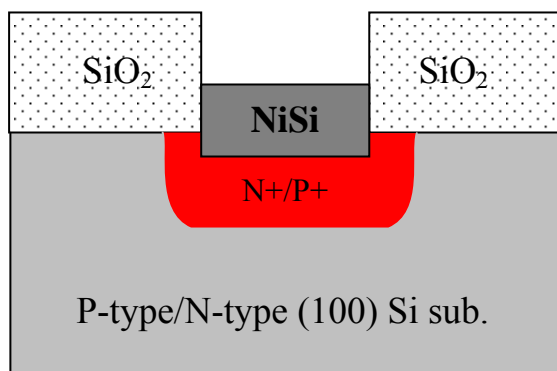 SiO₂ SiO₂
NiSi
N+/P+
P-type/N-type (100) Si sub.